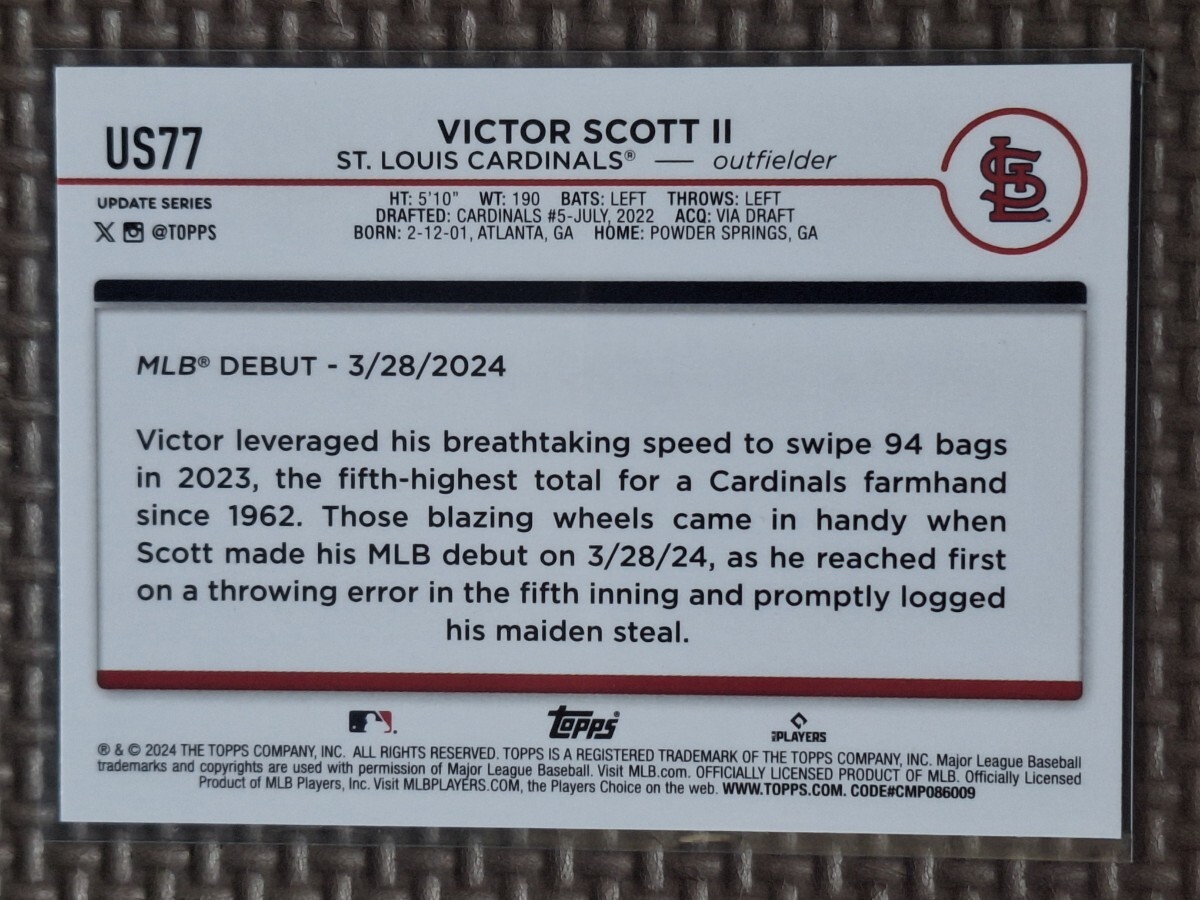 US77
VICTOR SCOTT II
ST. LOUIS CARDINALS® — outfielder
STL
UPDATE SERIES
@TOPPS
HT: 5'10" WT: 190 BATS: LEFT THROWS: LEFT
DRAFTED: CARDINALS #5-JULY, 2022 ACQ: VIA DRAFT
BORN: 2-12-01, ATLANTA, GA HOME: POWDER SPRINGS, GA
MLB® DEBUT - 3/28/2024
Victor leveraged his breathtaking speed to swipe 94 bags
in 2023, the fifth-highest total for a Cardinals farmhand
since 1962. Those blazing wheels came in handy when
Scott made his MLB debut on 3/28/24, as he reached first
on a throwing error in the fifth inning and promptly logged
his maiden steal.
topps®
PLAYERS
® & © 2024 THE TOPPS COMPANY, INC. ALL RIGHTS RESERVED. TOPPS IS A REGISTERED TRADEMARK OF THE TOPPS COMPANY, INC. Major League Baseball
trademarks and copyrights are used with permission of Major League Baseball. Visit MLB.com. OFFICIALLY LICENSED PRODUCT OF MLB. Officially Licensed
Product of MLB Players, Inc. Visit MLBPLAYERS.COM, the Players Choice on the web. WWW.TOPPS.COM. CODE#CMP086009